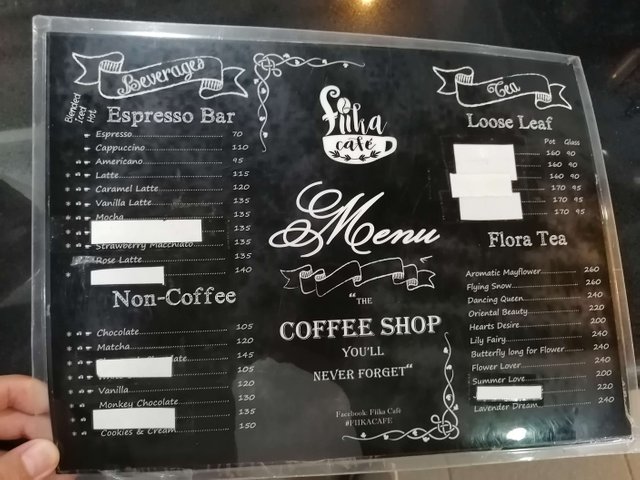 Beverages
Blended
Iced
Hot
Espresso Bar
Espresso 70
Cappuccino 110
Americano 95
Latte 115
Caramel Latte 120
Vanilla Latte 135
Mocha 135
135
Strawberry Macchiato 135
Rose Latte 135
140
Non-Coffee
Chocolate 105
Matcha 120
145
105
Vanilla 120
Monkey Chocolate 130
135
Cookies & Cream 150
fiika
café
Menu
"THE
COFFEE SHOP
YOU'LL
NEVER FORGET"
Facebook: Fiika Café
#FIIKACAFE
Tea
Loose Leaf
Pot Glass
160 90
160 90
160 90
170 95
170 95
170 95
Flora Tea
Aromatic Mayflower 260
Flying Snow 260
Dancing Queen 240
Oriental Beauty 220
Hearts Desire 200
Lily Fairy 240
Butterfly long for Flower 240
Flower Lover 240
Summer Love 200
220
Lavender Dream 240